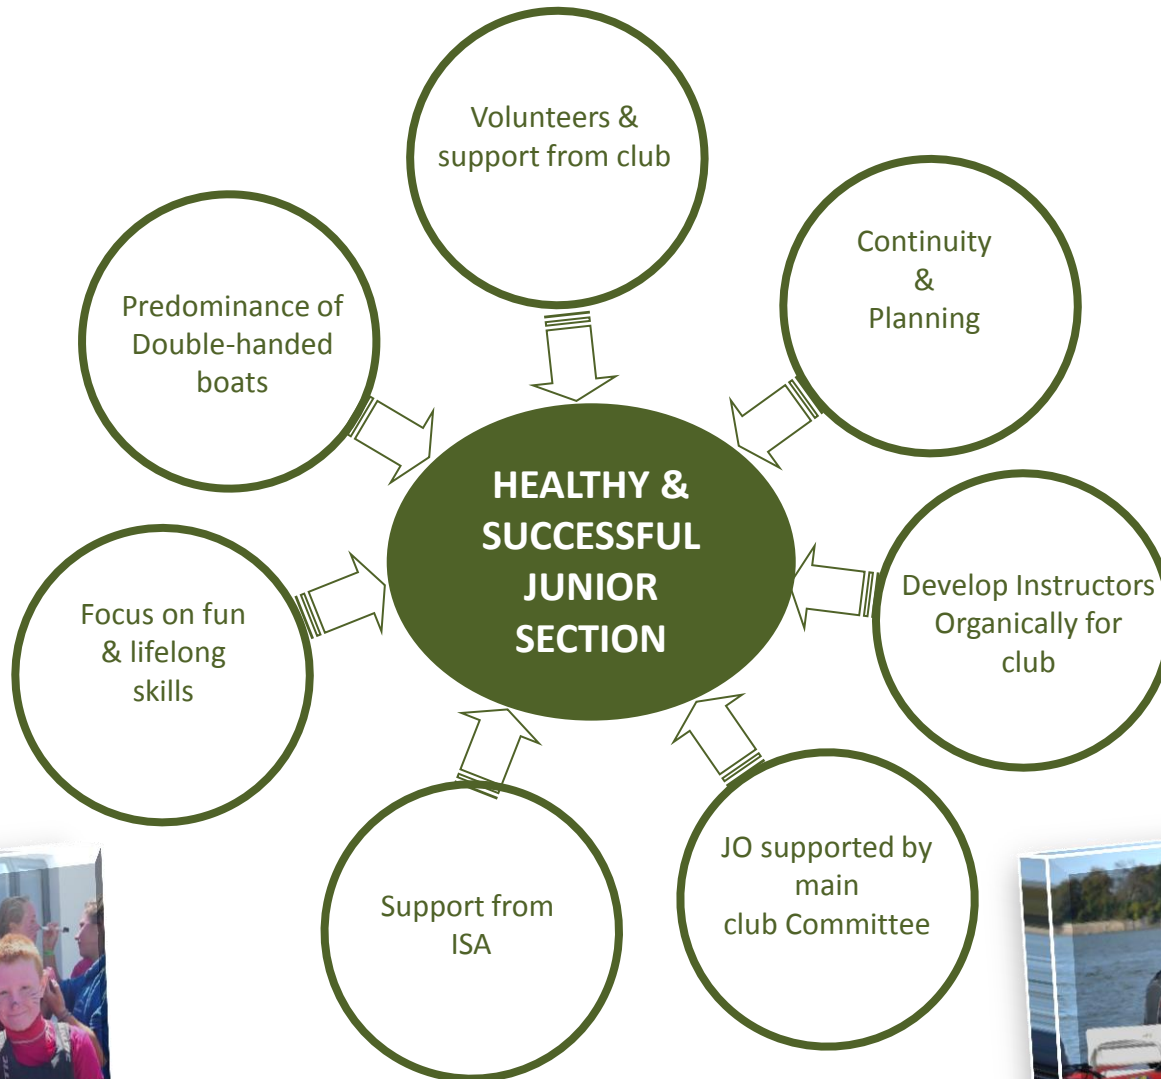 Volunteers &
support from club
Continuity
&
Planning
Predominance of
Double-handed
boats
HEALTHY &
SUCCESSFUL
JUNIOR
SECTION
Develop Instructors
Organically for
club
Focus on fun
& lifelong
skills
JO supported by
main
club Committee
Support from
ISA